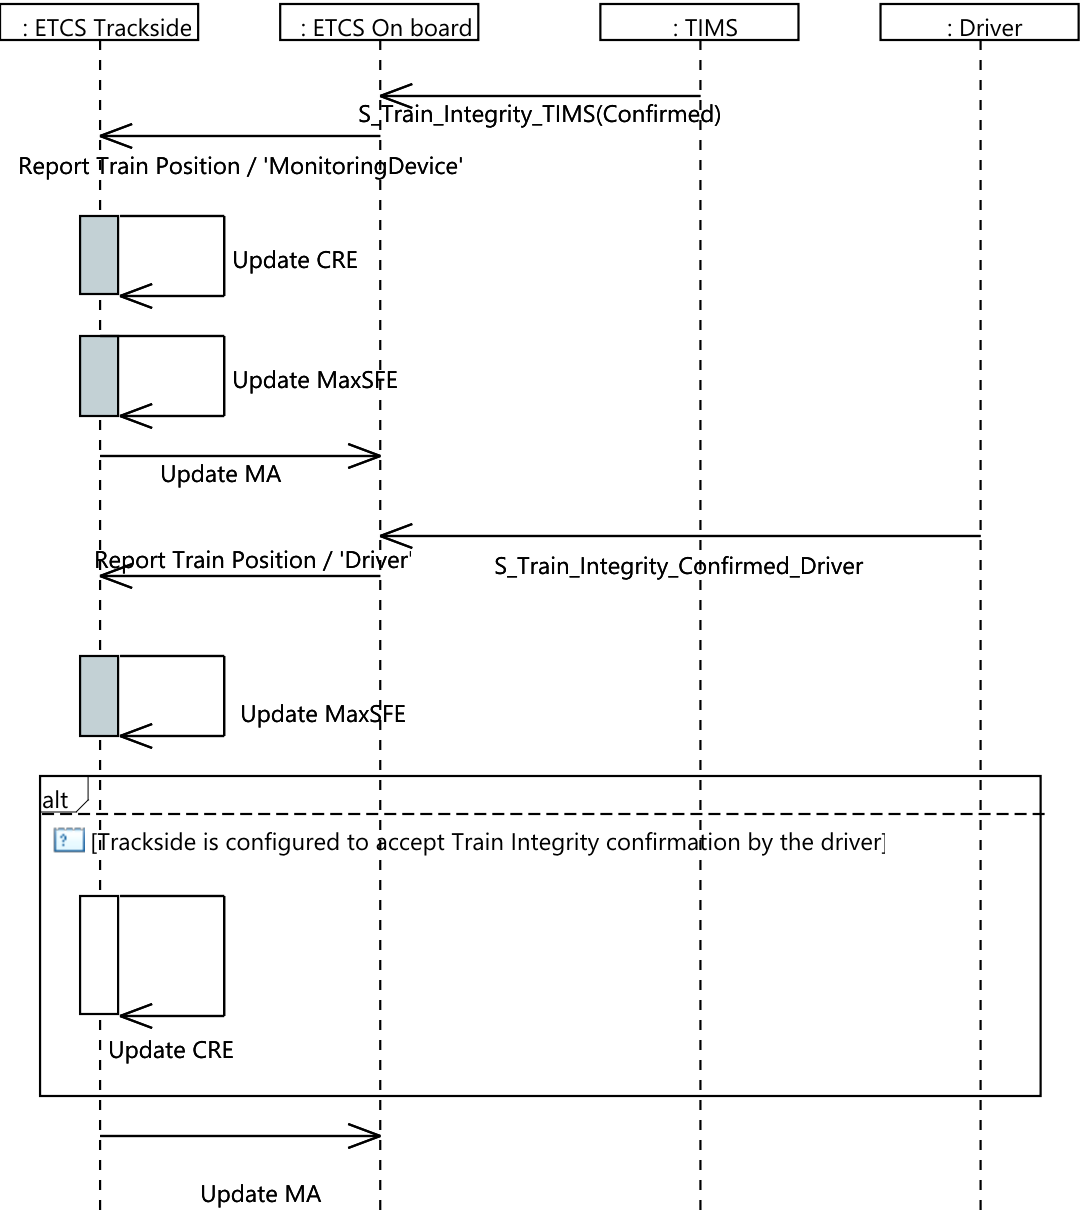 : ETCS Trackside
: ETCS On board
: TIMS
: Driver
S_Train_Integrity_TIMS(Confirmed)
Report Train Position / 'MonitoringDevice'
Update CRE
Update MaxSFE
Update MA
Report Train Position / 'Driver'
S_Train_Integrity_Confirmed_Driver
Update MaxSFE
alt
? [Trackside is configured to accept Train Integrity confirmation by the driver]
Update CRE
Update MA